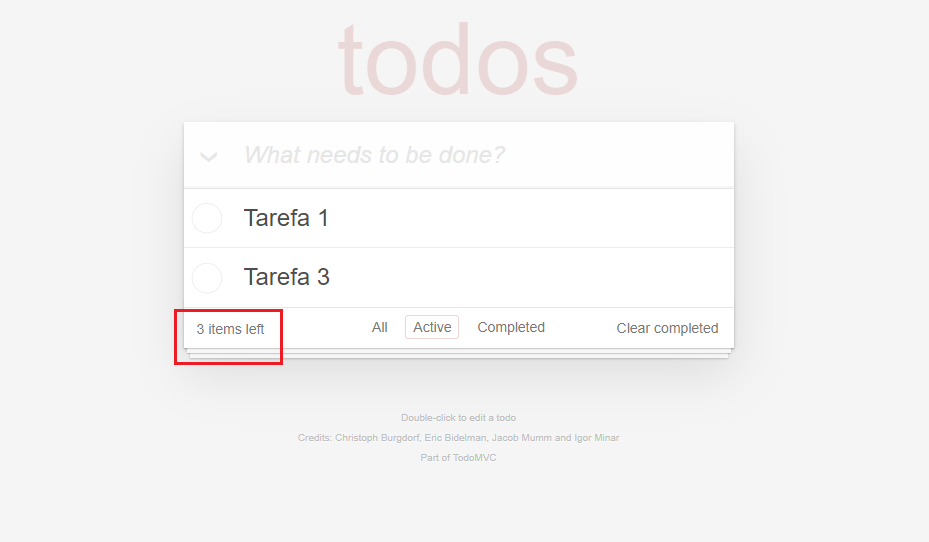 todos
What needs to be done?
Tarefa 1
Tarefa 3
3 items left All Active Completed Clear completed
Double-click to edit a todo
Credits: Christoph Burgdorf, Eric Bidelman, Jacob Mumm and Igor Minar
Part of TodoMVC